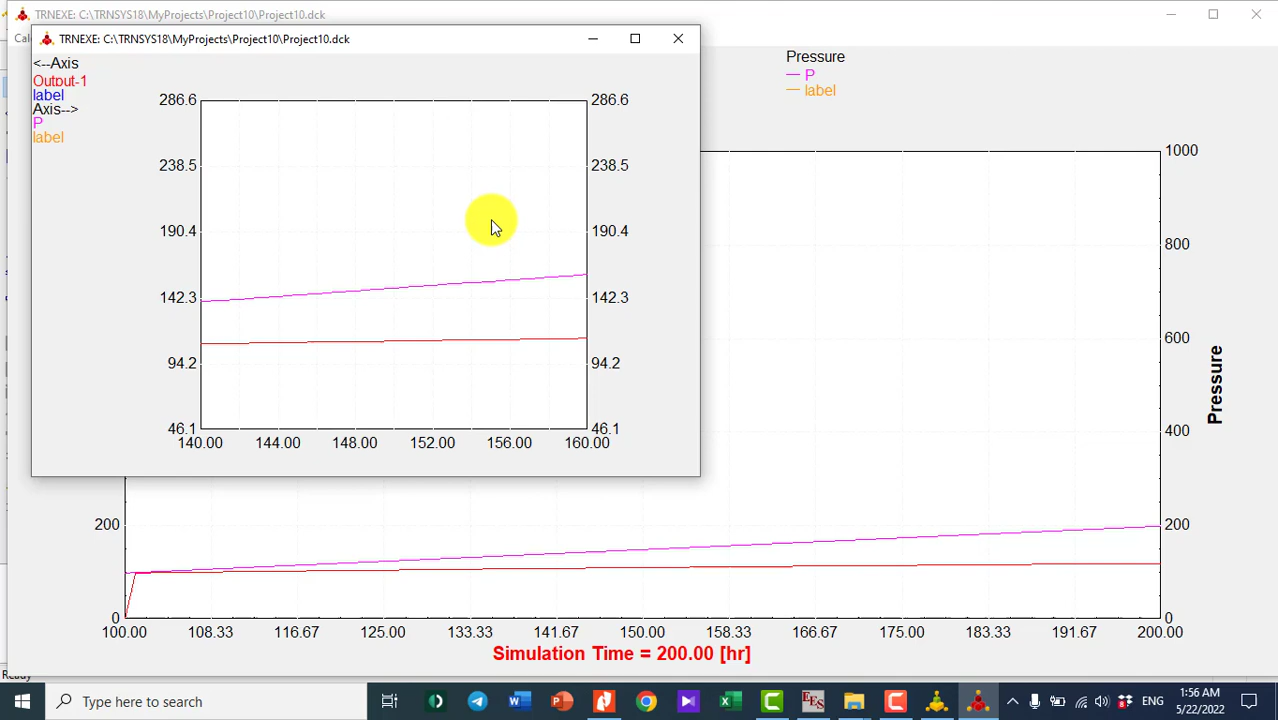 TRNEXE: C:\TRNSYS18\MyProjects\Project10\Project10.dck
TRNEXE: C:\TRNSYS18\MyProjects\Project10\Project10.dck
<--Axis
Output-1
label
Axis-->
P
label
286.6
238.5
190.4
142.3
94.2
46.1
286.6
238.5
190.4
142.3
94.2
46.1
140.00 144.00 148.00 152.00 156.00 160.00
Pressure
P
label
1000
800
600
400
200
0
Pressure
200
0
100.00 108.33 116.67 125.00 133.33 141.67 150.00 158.33 166.67 175.00 183.33 191.67 200.00
Simulation Time = 200.00 [hr]
Ready
Type here to search
ENG
1:56 AM
5/22/2022